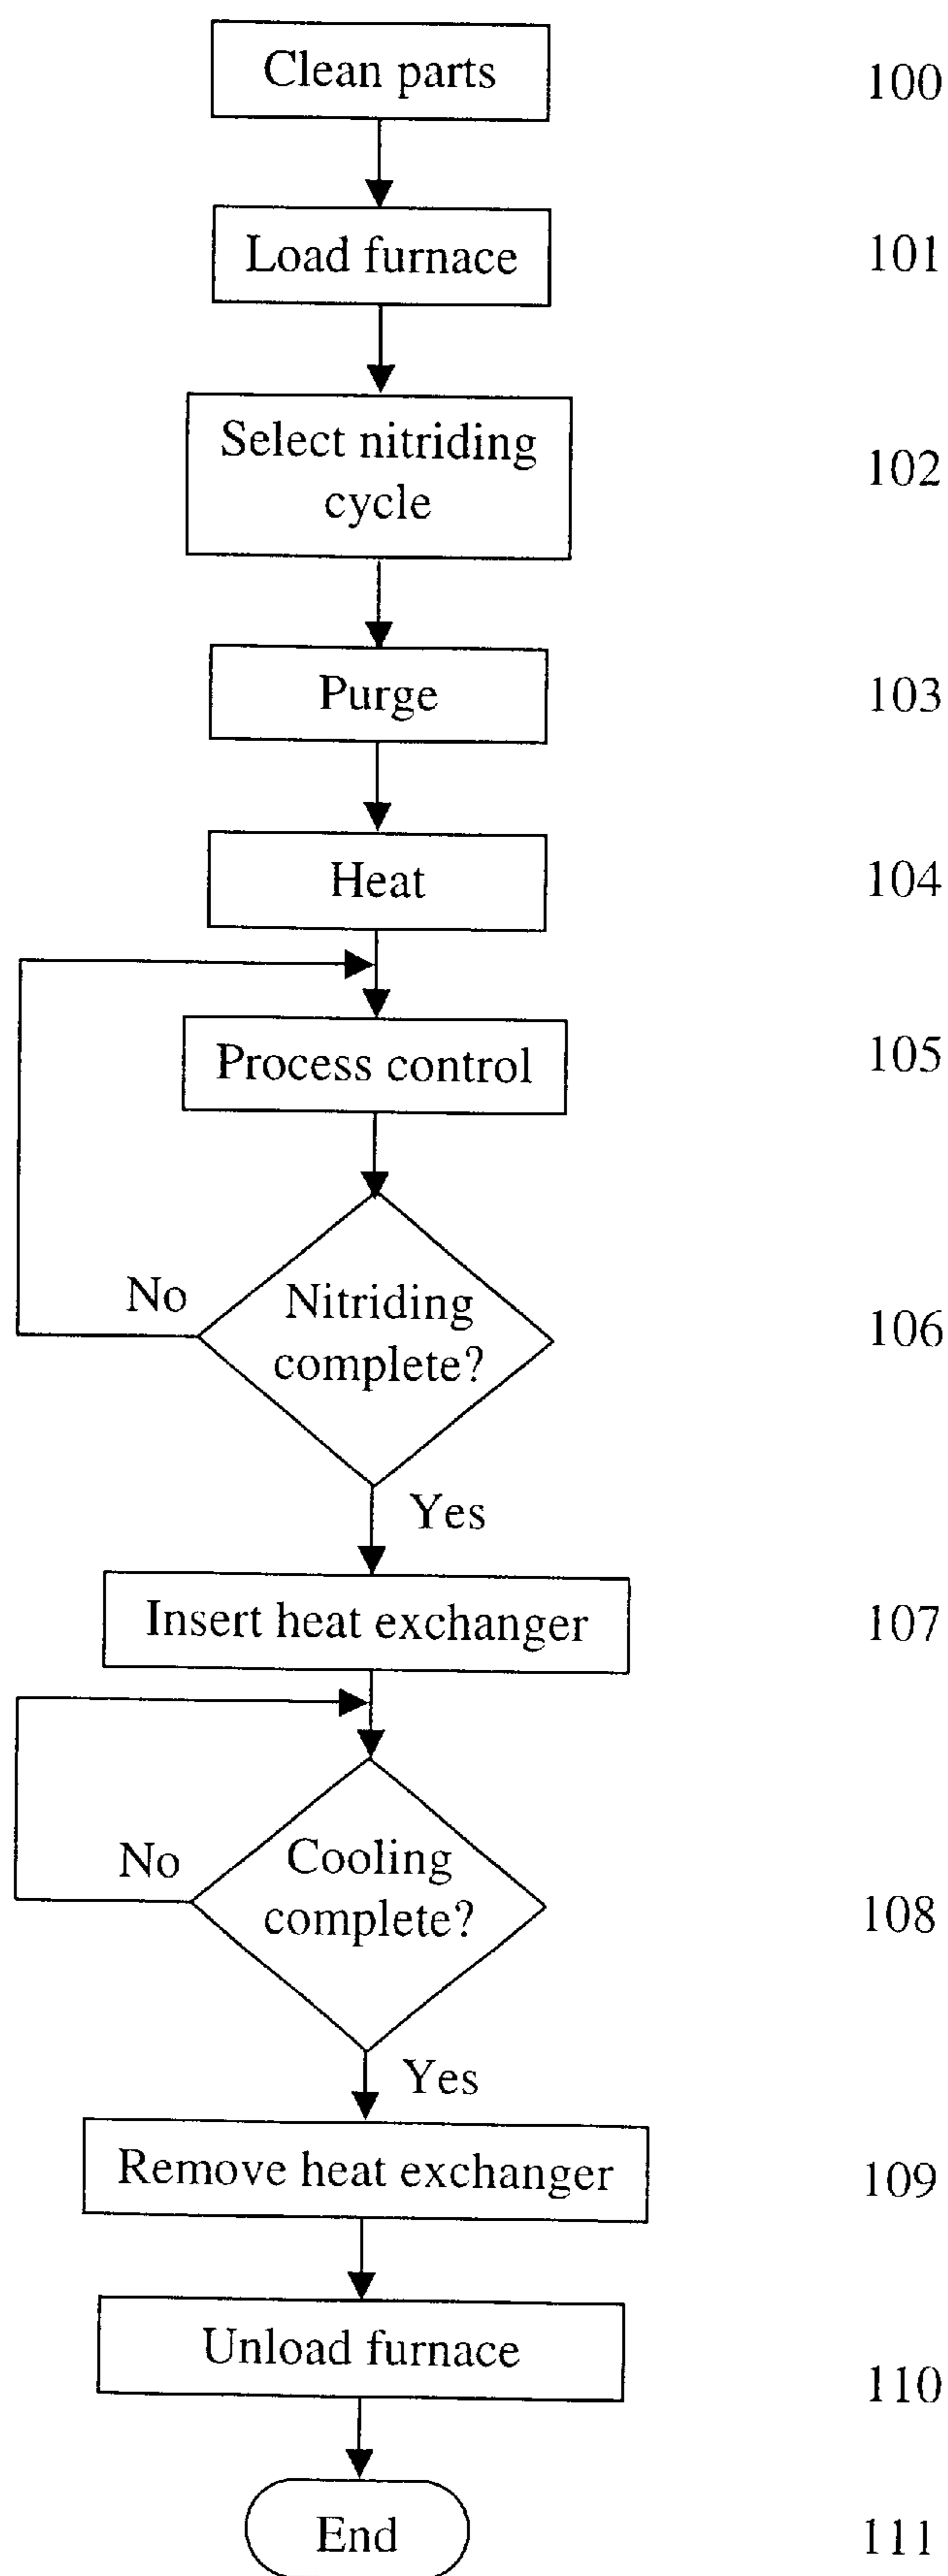 Clean parts 100
Load furnace 101
Select nitriding
cycle 102
Purge 103
Heat 104
Process control 105
No
Nitriding
complete? 106
Yes
Insert heat exchanger 107
No
Cooling
complete? 108
Yes
Remove heat exchanger 109
Unload furnace 110
End 111